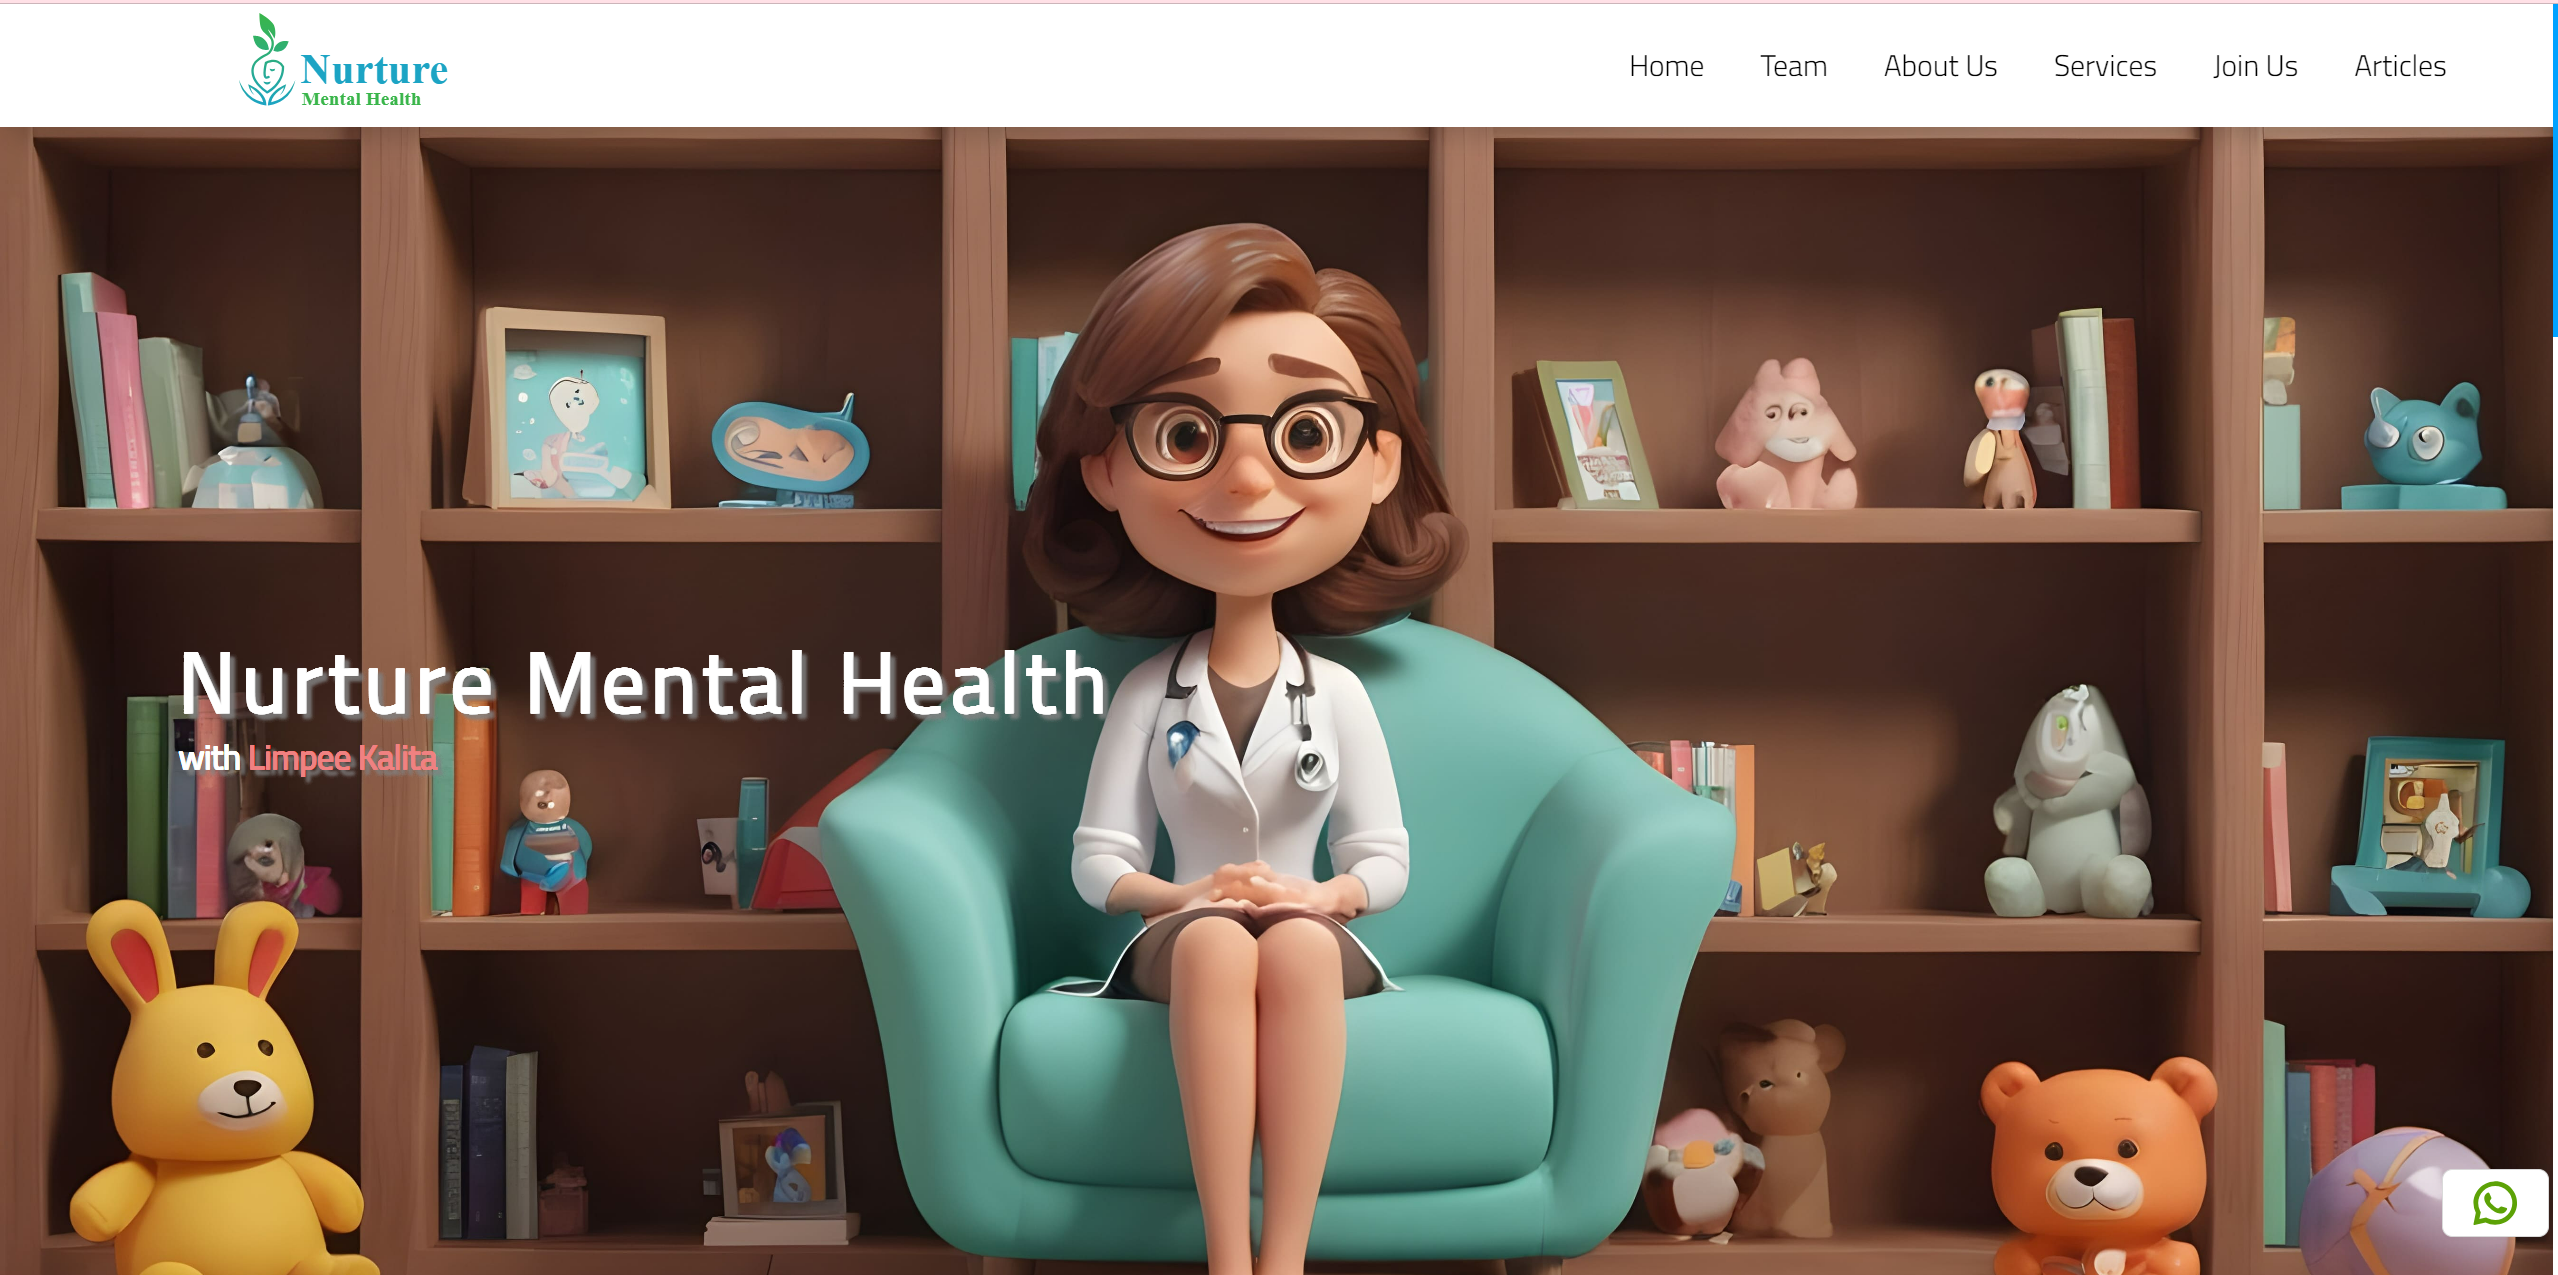 Nurture
Mental Health
Home Team About Us Services Join Us Articles
Nurture Mental Health
with Limpee Kalita